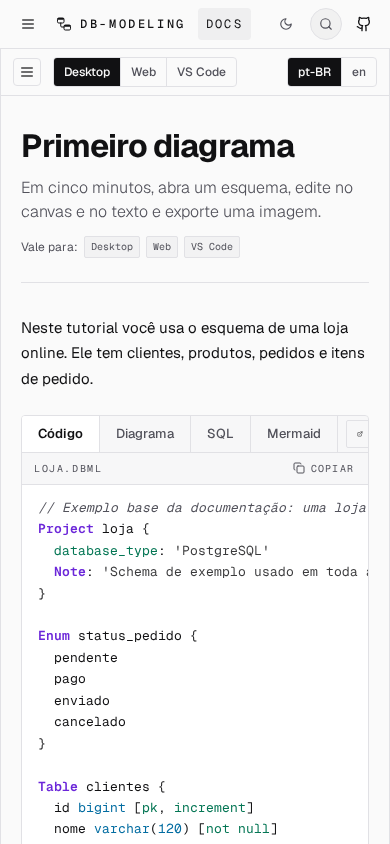 DB-MODELING DOCS
Desktop Web VS Code pt-BR en
Primeiro diagrama
Em cinco minutos, abra um esquema, edite no
canvas e no texto e exporte uma imagem.
Vale para: Desktop Web VS Code
Neste tutorial você usa o esquema de uma loja
online. Ele tem clientes, produtos, pedidos e itens
de pedido.
Código Diagrama SQL Mermaid
LOJA.DBML COPIAR
// Exemplo base da documentação: uma loja
Project loja {
database_type: 'PostgreSQL'
Note: 'Schema de exemplo usado em toda a
}
Enum status_pedido {
pendente
pago
enviado
cancelado
}
Table clientes {
id bigint [pk, increment]
nome varchar(120) [not null]